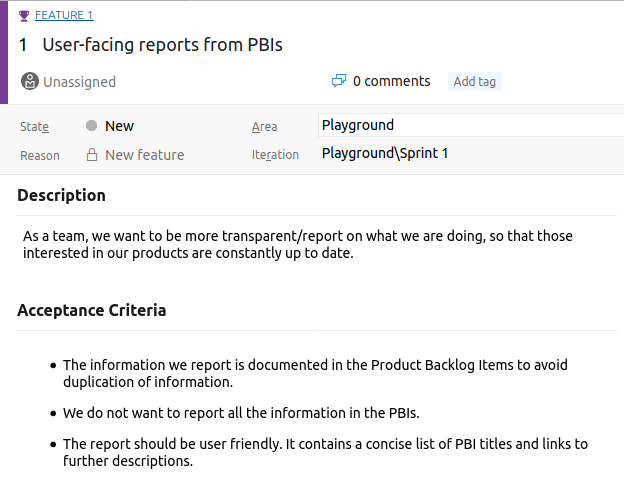 FEATURE 1
1 User-facing reports from PBIs
Unassigned
0 comments
Add tag
State New
Area Playground
Reason New feature
Iteration Playground\Sprint 1
Description
As a team, we want to be more transparent/report on what we are doing, so that those
interested in our products are constantly up to date.
Acceptance Criteria
• The information we report is documented in the Product Backlog Items to avoid
duplication of information.
• We do not want to report all the information in the PBIs.
• The report should be user friendly. It contains a concise list of PBI titles and links to
further descriptions.